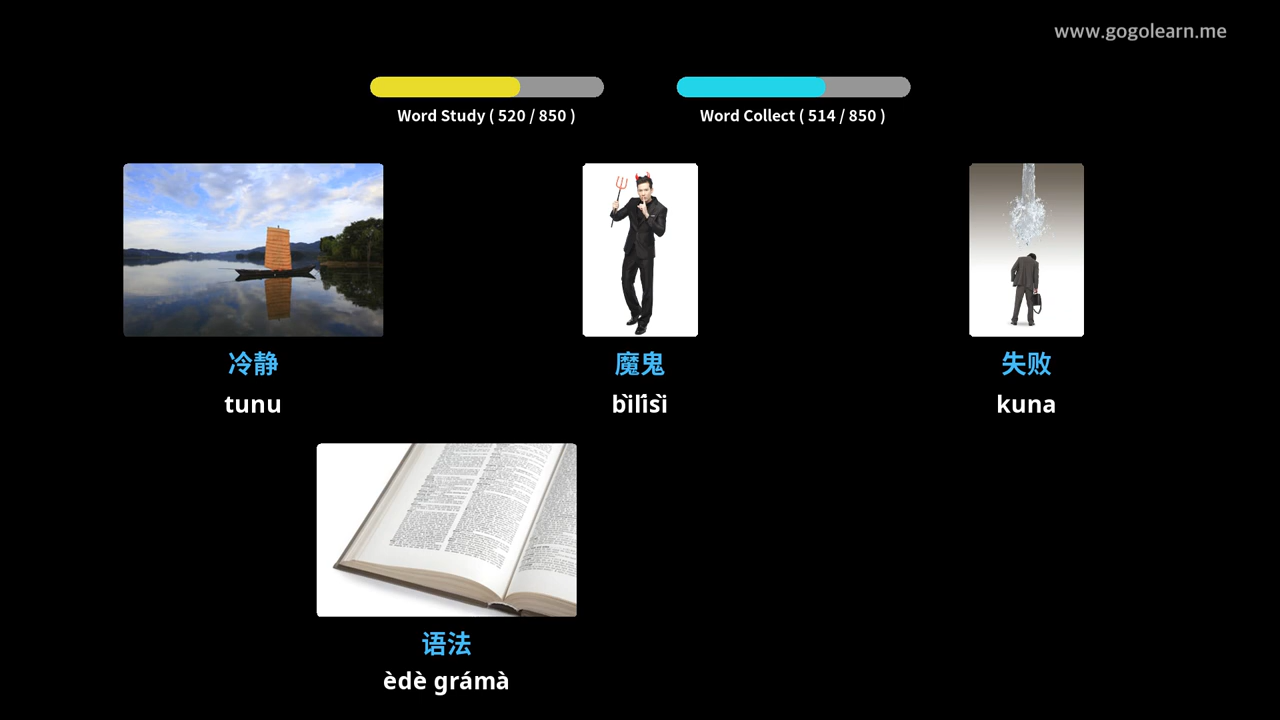 www.gogolearn.me
Word Study ( 520 / 850 )
Word Collect ( 514 / 850 )
冷静
tunu
魔鬼
bìlísì
失败
kuna
语法
èdè grámà